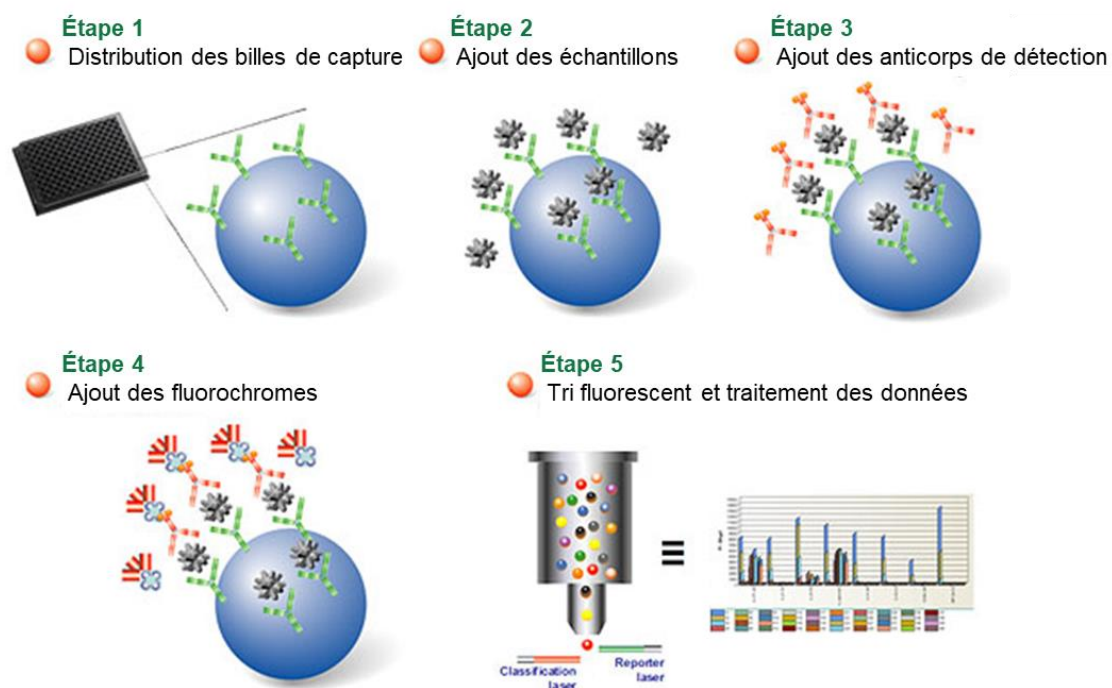 Étape 1
Distribution des billes de capture
Étape 2
Ajout des échantillons
Étape 3
Ajout des anticorps de détection
Étape 4
Ajout des fluorochromes
Étape 5
Tri fluorescent et traitement des données
Classification
laser
Reporter
laser